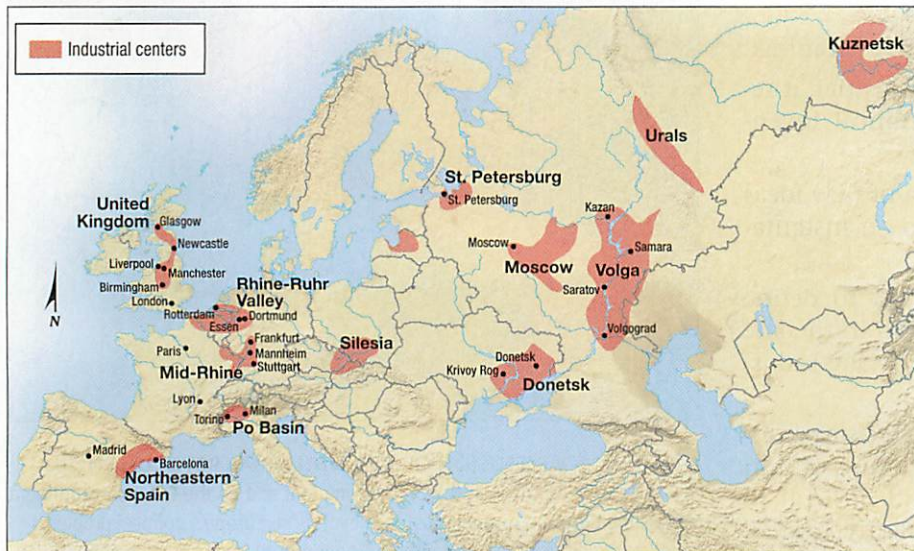 Industrial centers
Kuznetsk
Urals
St. Petersburg
St. Petersburg
United
Kingdom
Glasgow
Newcastle
Liverpool
Manchester
Birmingham
London
Kazan
Moscow
Moscow
Samara
Volga
Saratov
Volgograd
Rhine-Ruhr
Valley
Rotterdam
Essen
Dortmund
Frankfurt
Mannheim
Stuttgart
Paris
Mid-Rhine
Silesia
Donetsk
Krivoy Rog
Donetsk
Lyon
Torino
Milan
Po Basin
Madrid
Barcelona
Northeastern
Spain
N